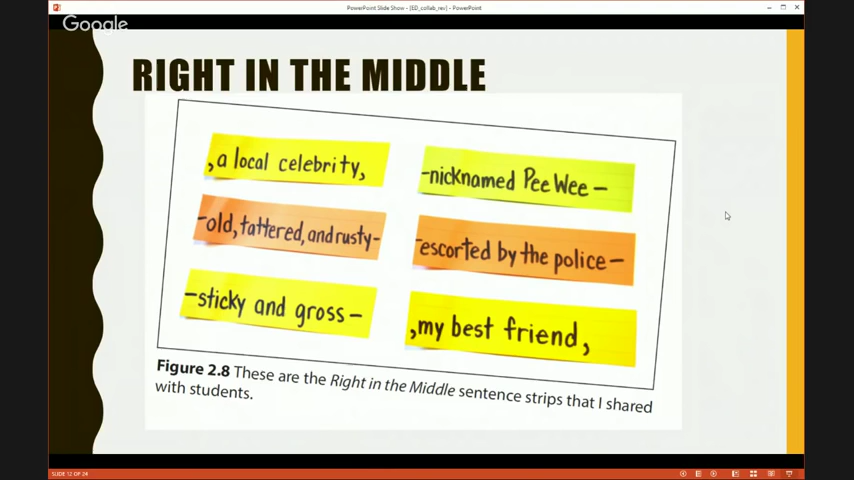 PowerPoint Slide Show - [ED_collab_rev] - PowerPoint
Google
RIGHT IN THE MIDDLE
, a local celebrity,
-nicknamed Pee Wee-
-old, tattered, and rusty-
-escorted by the police-
-sticky and gross-
,my best friend,
Figure 2.8 These are the Right in the Middle sentence strips that I shared
with students.
SLIDE 12 OF 24